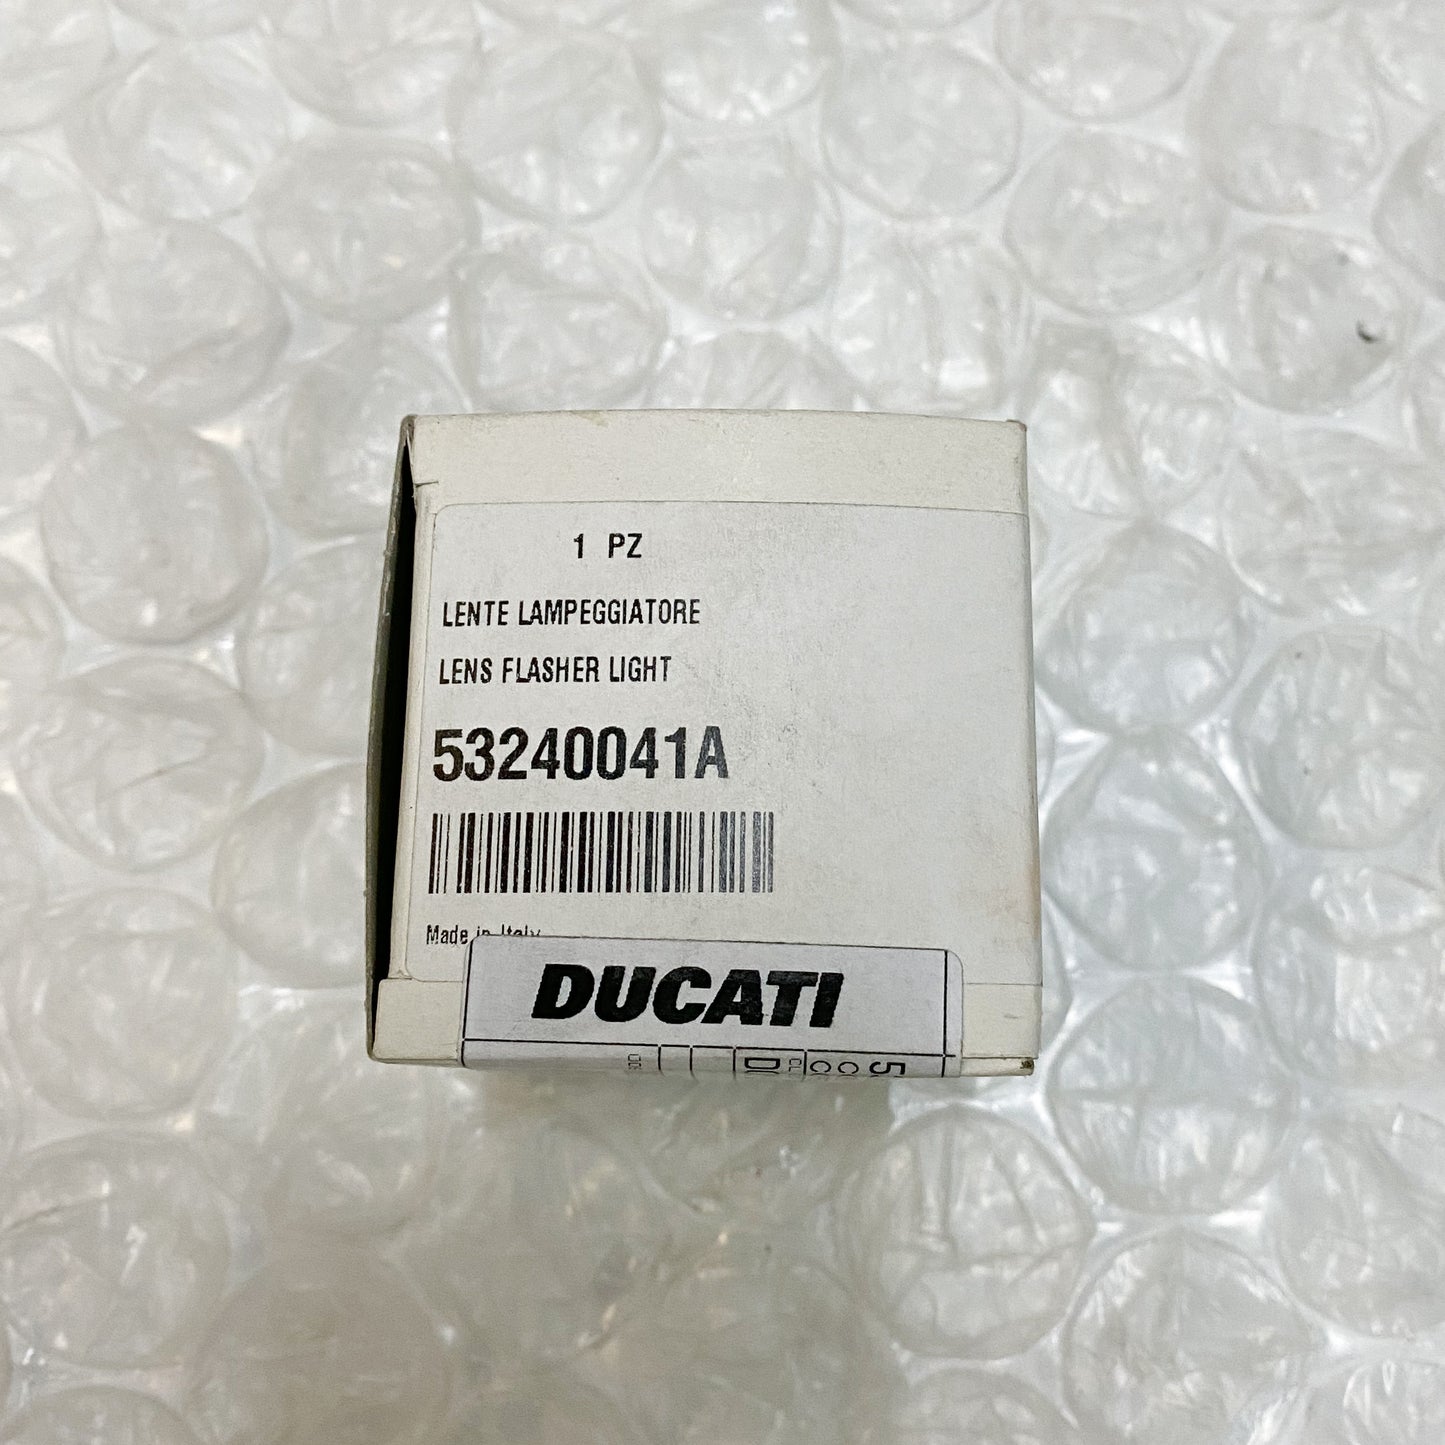 1 PZ
LENTE LAMPEGGIATORE
LENS FLASHER LIGHT
53240041A
Made in Italy
DUCATI